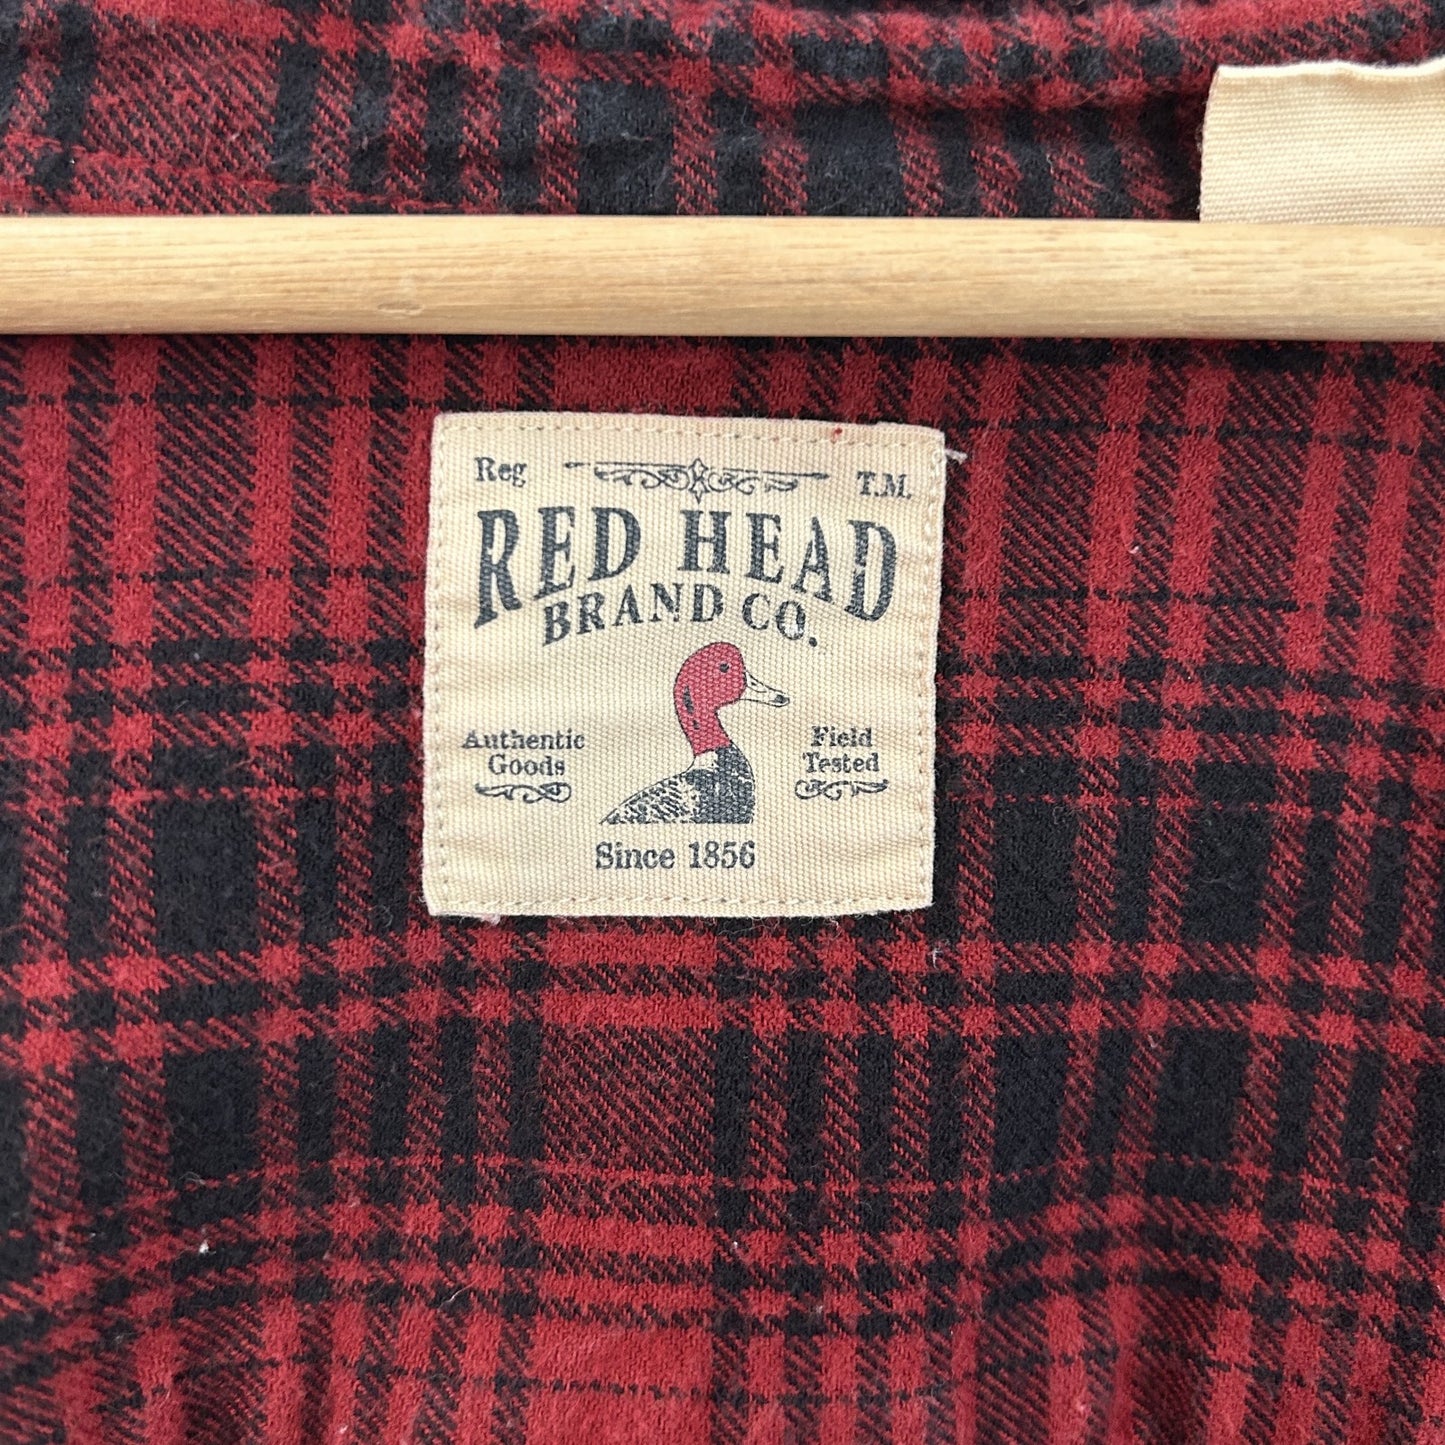 Reg T.M.
RED HEAD
BRAND CO.
Authentic
Goods
Field
Tested
Since 1856